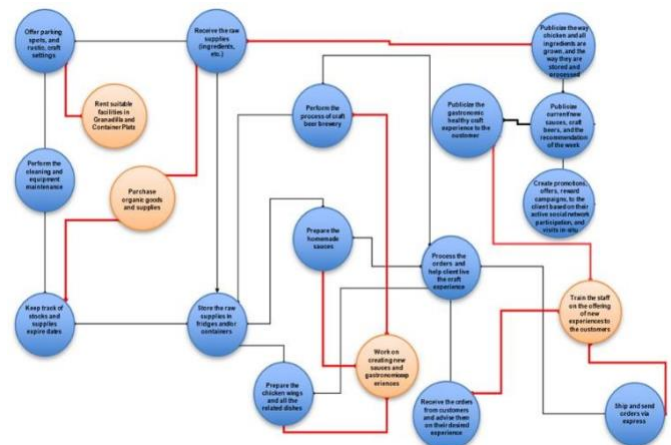 Offer parking
spots, and
rustic, craft
settings
Receive the raw
supplies
(ingredients,
etc.)
Publicize the way
chicken and all
ingredients are
grown, and the
way they are
stored and
processed
Rent suitable
facilities in
Granadilla and
Container Plats
Perform the
process of craft
beer brewery
Publicize the
gastronomic
healthy craft
experience to the
customer
Publicize
current new
sauces, craft
beers, and the
recommendation
of the week
Perform the
cleaning and
equipment
maintenance
Purchase
organic goods
and supplies
Create promotions,
offers, reward
campaigns, to the
client based on their
active social network
participation, and
visits in situ
Prepare the
homemade
sauces
Process the
orders and
help client live
the craft
experience
Keep track of
stocks and
supplies
expire dates
Store the raw
supplies in
fridges and/or
containers
Train the staff
on the offering
of new
experiences to
the customers
Work on
creating new
sauces and
gastronomic exp
eriences
Prepare the
chicken wings
and all the
related dishes
Receive the orders
from customers
and advise them
on their desired
experience
Ship and send
orders via
express